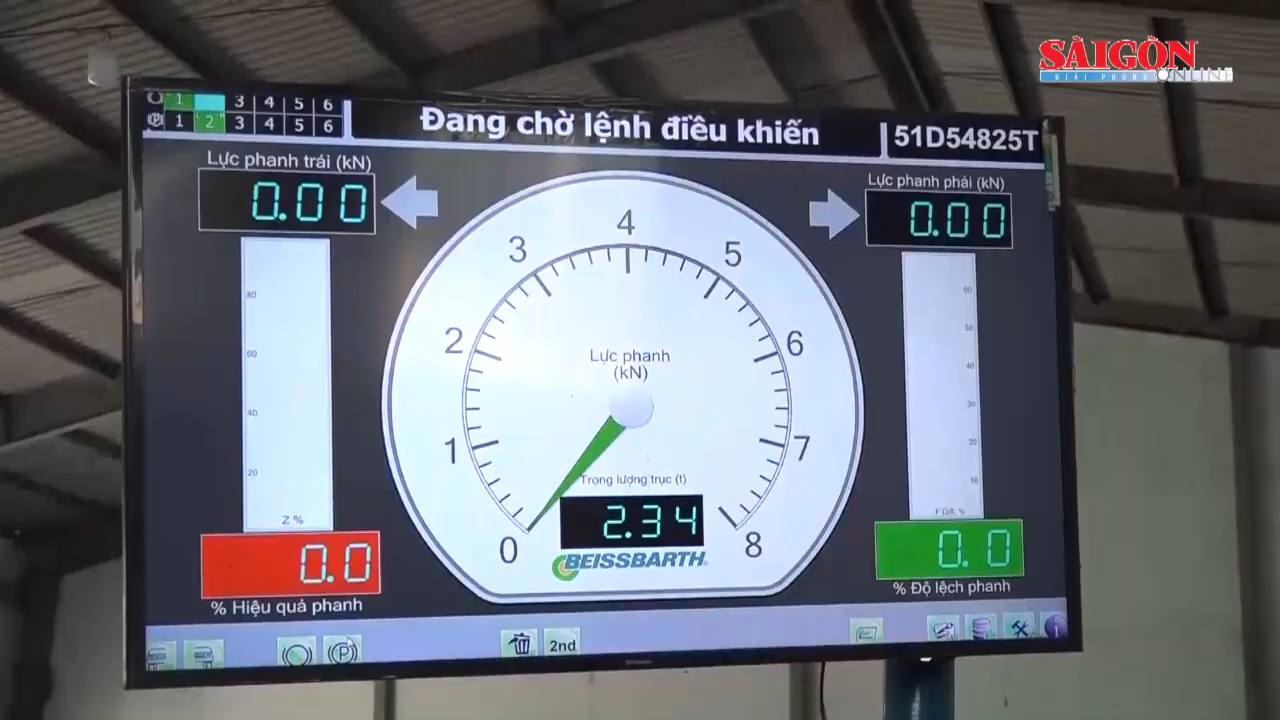 SÀIGÒN
GIẢI PHÓNG ONLINE
1 3 4 5 6
1 2 3 4 5 6
Đang chờ lệnh điều khiến
51D54825T
Lực phanh trái (kN)
0.00
Lực phanh phải (kN)
0.00
80
60
40
20
Z %
0.0
% Hiệu quả phanh
0
1
2
3
4
5
6
7
8
Lực phanh
(kN)
Trọng lượng trục (t)
2.34
BEISSBARTH
60
50
40
30
20
10
F Diff. %
0.0
% Độ lệch phanh
P
2nd
i